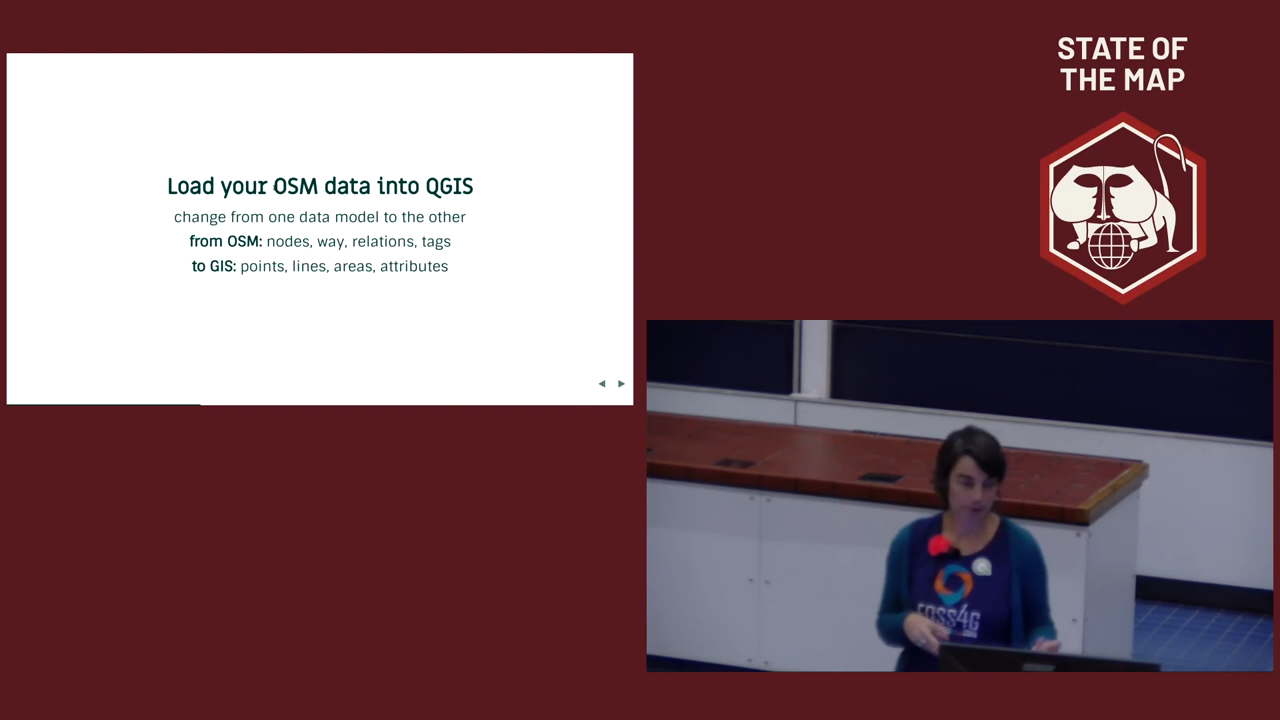 Load your OSM data into QGIS
change from one data model to the other
from OSM: nodes, way, relations, tags
to GIS: points, lines, areas, attributes
STATE OF
THE MAP
FOSS4G